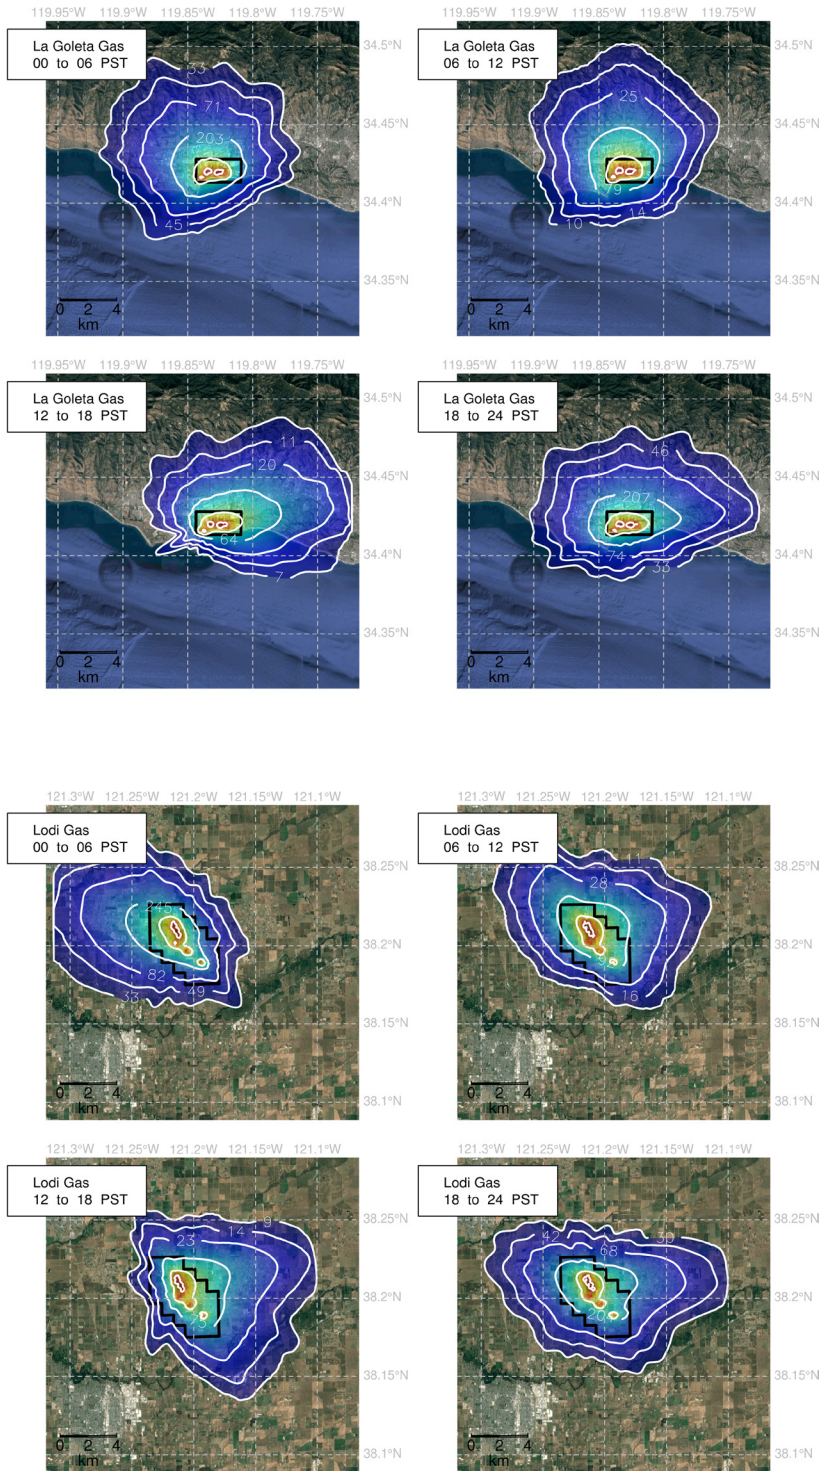 119.95°W 119.9°W 119.85°W 119.8°W 119.75°W
119.95°W 119.9°W 119.85°W 119.8°W 119.75°W
La Goleta Gas
00 to 06 PST
33
71
203
45
0 2 4
km
La Goleta Gas
06 to 12 PST
25
79
10
14
0 2 4
km
34.5°N
34.45°N
34.4°N
34.35°N
34.5°N
34.45°N
34.4°N
34.35°N
119.95°W 119.9°W 119.85°W 119.8°W 119.75°W
119.95°W 119.9°W 119.85°W 119.8°W 119.75°W
La Goleta Gas
12 to 18 PST
11
20
64
7
0 2 4
km
La Goleta Gas
18 to 24 PST
46
207
74
33
0 2 4
km
34.5°N
34.45°N
34.4°N
34.35°N
34.5°N
34.45°N
34.4°N
34.35°N
121.3°W 121.25°W 121.2°W 121.15°W 121.1°W
121.3°W 121.25°W 121.2°W 121.15°W 121.1°W
Lodi Gas
00 to 06 PST
245
82
49
33
0 2 4
km
Lodi Gas
06 to 12 PST
11
28
16
0 2 4
km
38.25°N
38.2°N
38.15°N
38.1°N
38.25°N
38.2°N
38.15°N
38.1°N
121.3°W 121.25°W 121.2°W 121.15°W 121.1°W
121.3°W 121.25°W 121.2°W 121.15°W 121.1°W
Lodi Gas
12 to 18 PST
9
14
23
75
0 2 4
km
Lodi Gas
18 to 24 PST
42
68
30
0 2 4
km
38.25°N
38.2°N
38.15°N
38.1°N
38.25°N
38.2°N
38.15°N
38.1°N